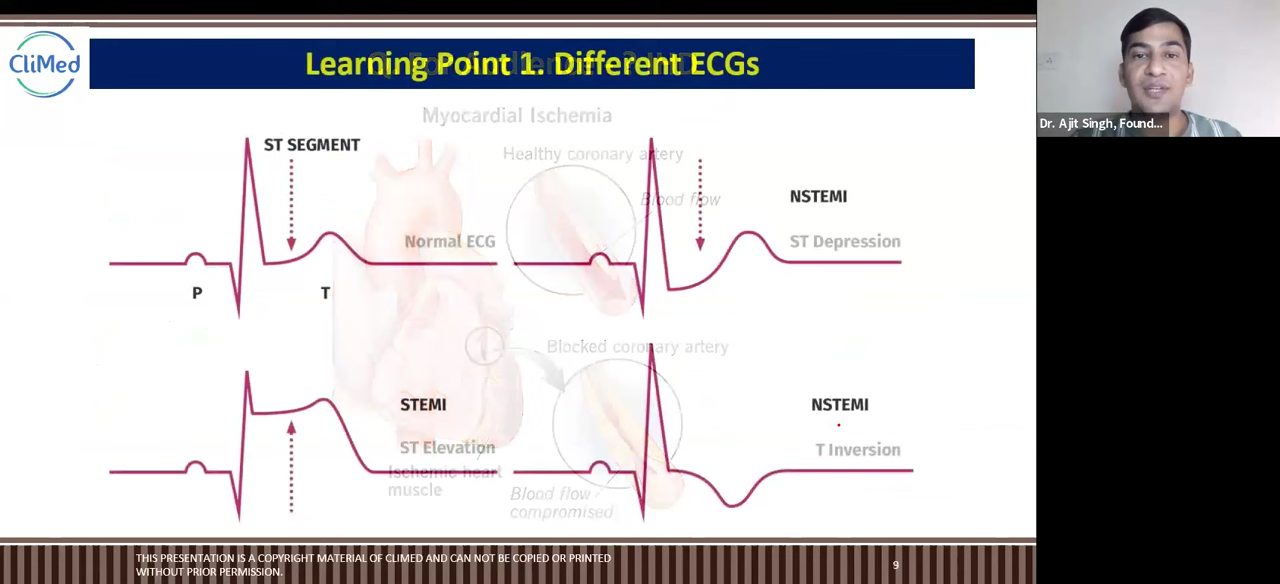 CliMed
Learning Point 1. Different ECGs
Myocardial Ischemia
ST SEGMENT
Healthy coronary artery
Blood flow
NSTEMI
Normal ECG
ST Depression
P
T
Blocked coronary artery
STEMI
NSTEMI
ST Elevation
T Inversion
Ischemic heart
muscle
Blood flow
compromised
THIS PRESENTATION IS A COPYRIGHT MATERIAL OF CLIMED AND CAN NOT BE COPIED OR PRINTED
WITHOUT PRIOR PERMISSION.
9
Dr. Ajit Singh, Found...